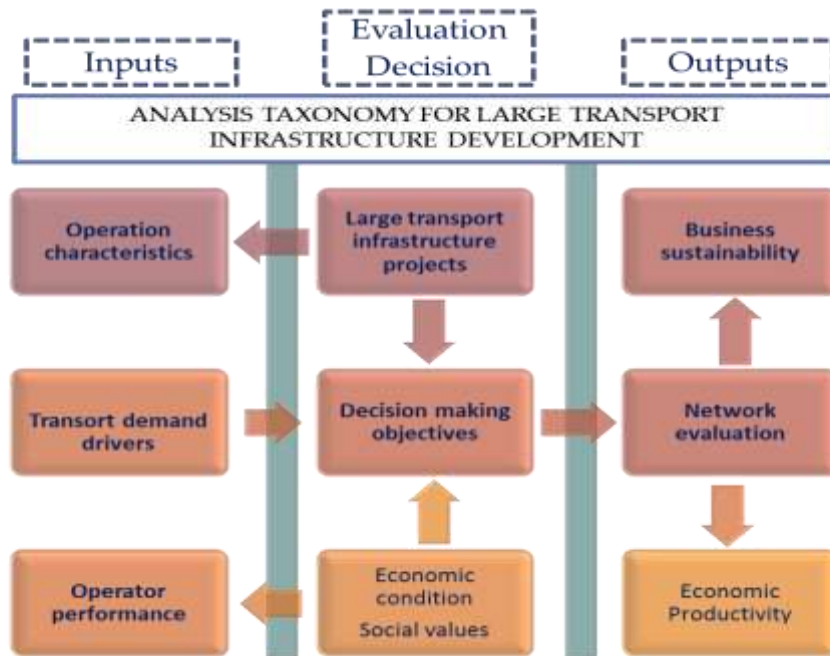 Inputs
Evaluation
Decision
Outputs
ANALYSIS TAXONOMY FOR LARGE TRANSPORT
INFRASTRUCTURE DEVELOPMENT
Operation
characteristics
Large transport
infrastructure
projects
Business
sustainability
Transort demand
drivers
Decision making
objectives
Network
evaluation
Operator
performance
Economic
condition
Social values
Economic
Productivity